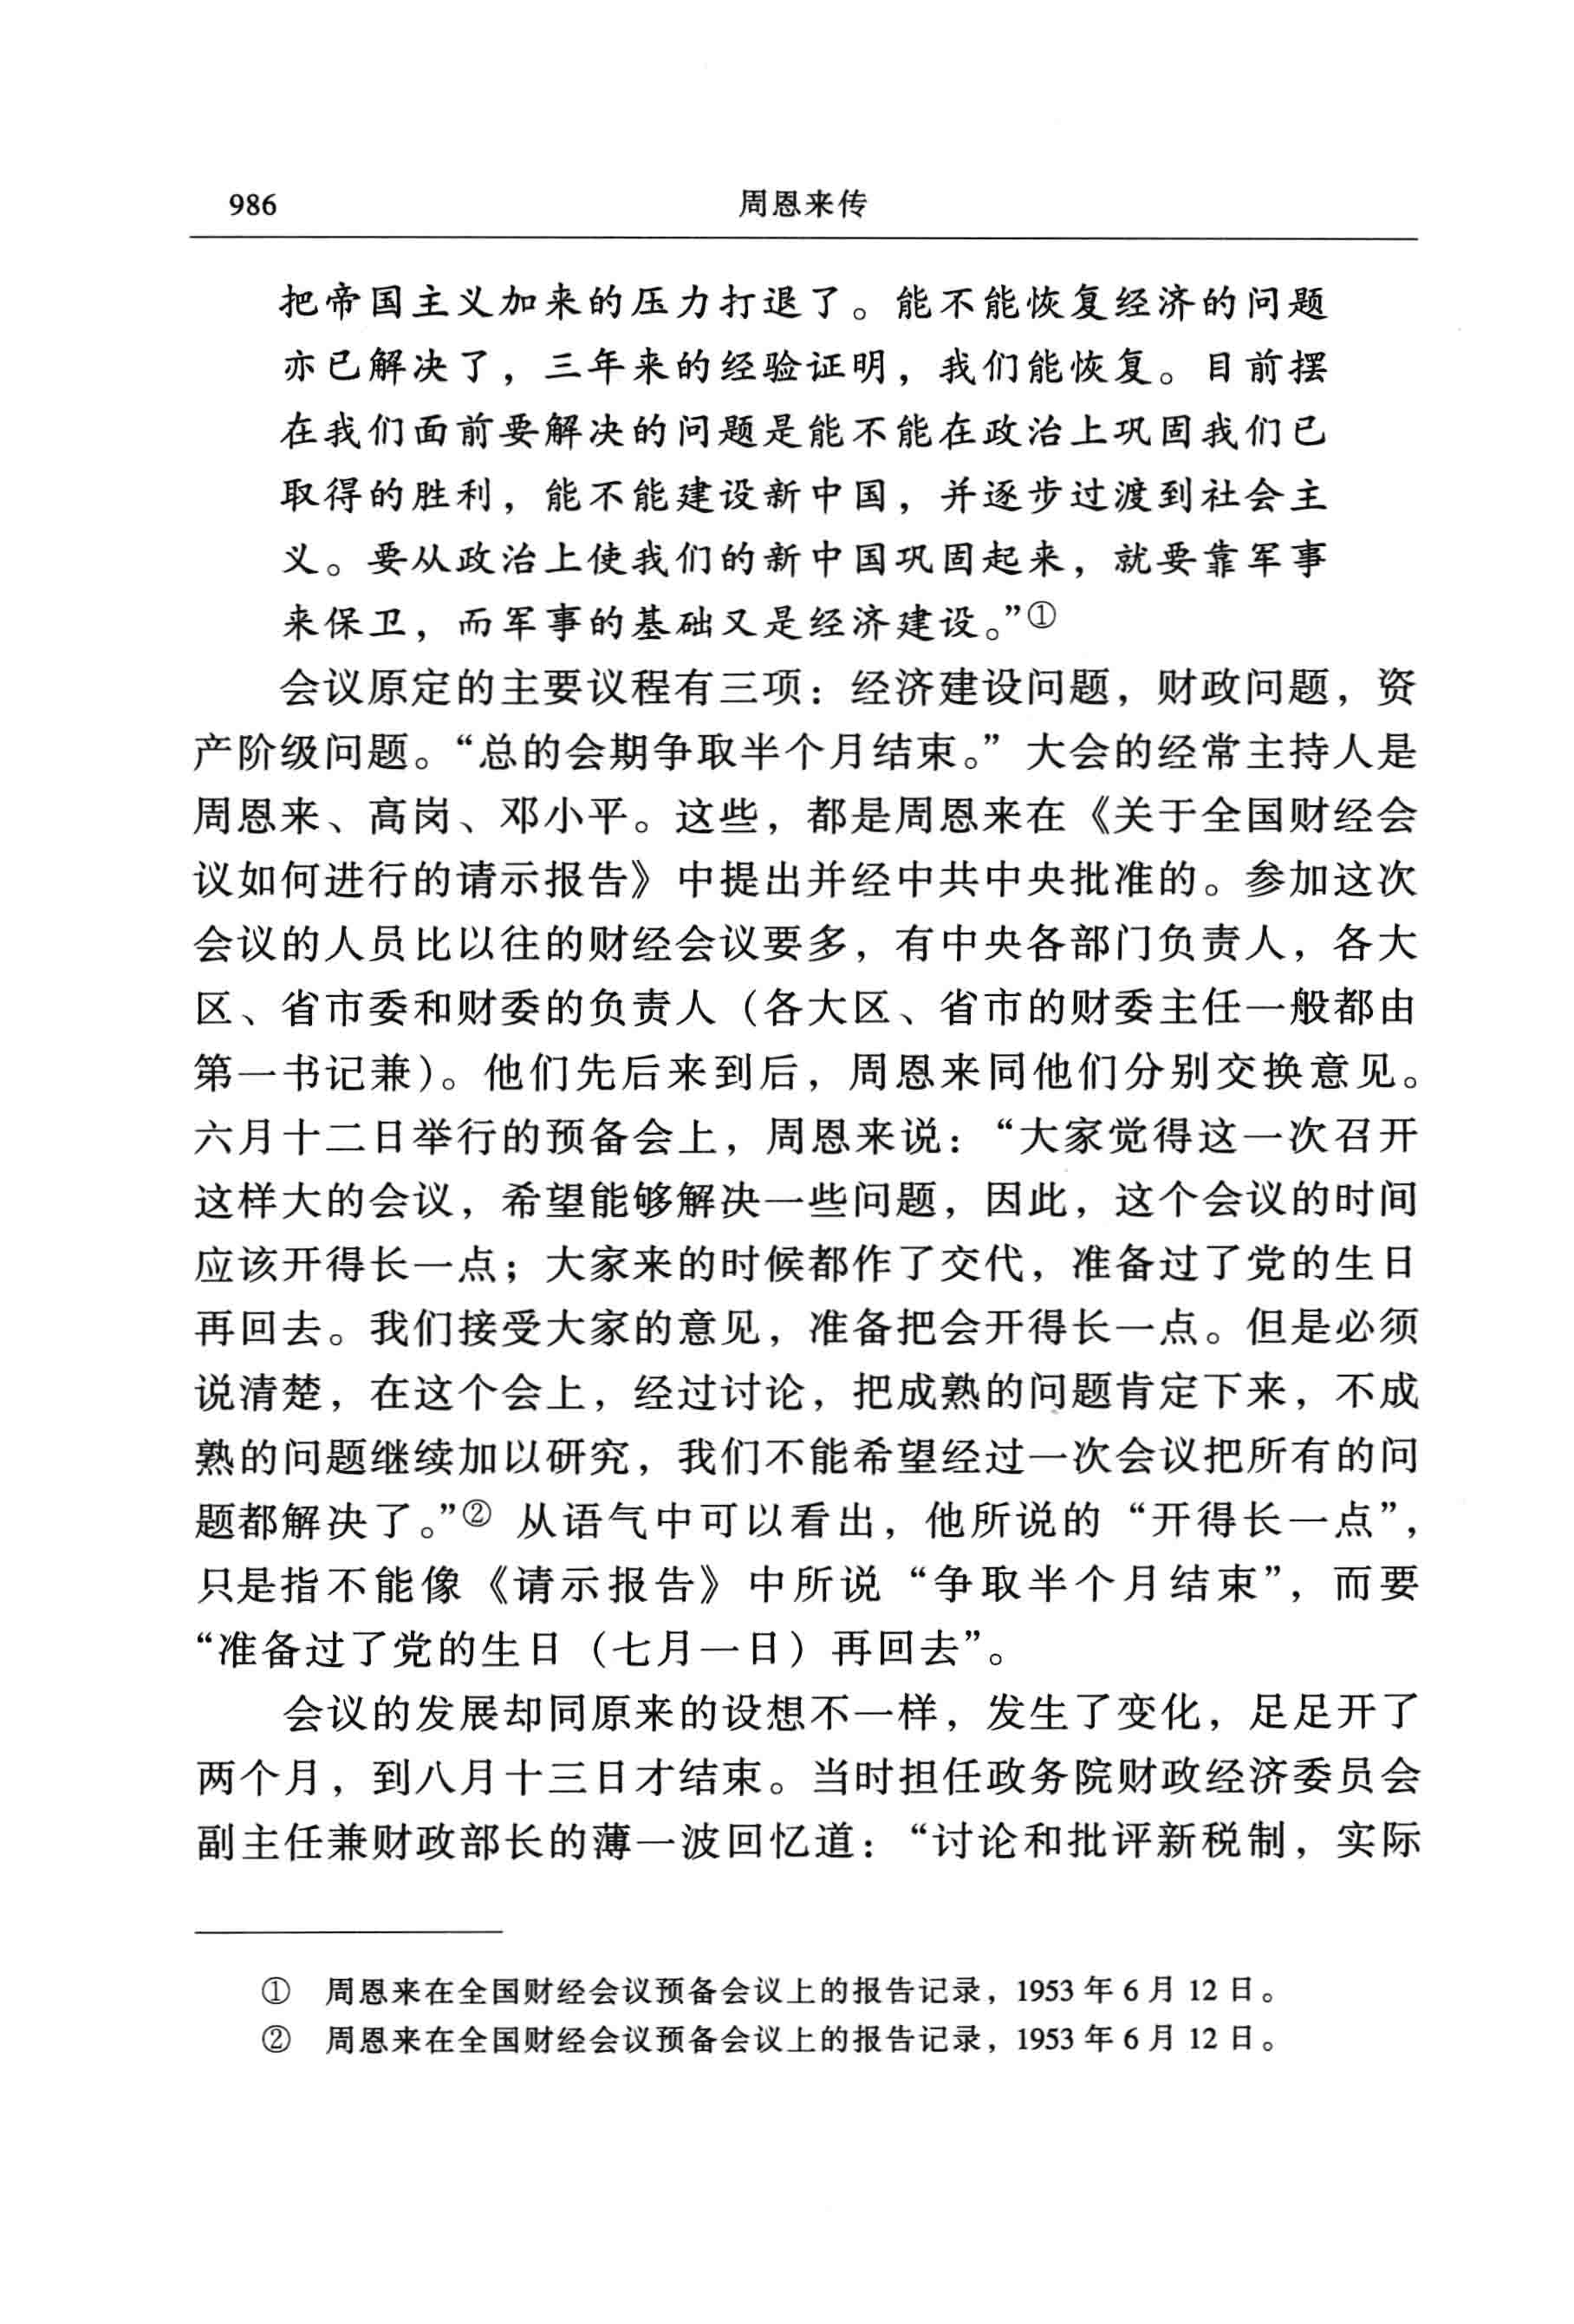 986
周恩来传
把帝国主义加来的压力打退了。能不能恢复经济的问题
亦已解决了，三年来的经验证明，我们能恢复。目前摆
在我们面前要解决的问题是能不能在政治上巩固我们已
取得的胜利，能不能建设新中国，并逐步过渡到社会主
义。要从政治上使我们的新中国巩固起来，就要靠军事
来保卫，而军事的基础又是经济建设。”①
会议原定的主要议程有三项：经济建设问题，财政问题，资
产阶级问题。“总的会期争取半个月结束。”大会的经常主持人是
周恩来、高岗、邓小平。这些，都是周恩来在《关于全国财经会
议如何进行的请示报告》中提出并经中共中央批准的。参加这次
会议的人员比以往的财经会议要多，有中央各部门负责人，各大
区、省市委和财委的负责人（各大区、省市的财委主任一般都由
第一书记兼）。他们先后来到后，周恩来同他们分别交换意见。
六月十二日举行的预备会上，周恩来说：“大家觉得这一次召开
这样大的会议，希望能够解决一些问题，因此，这个会议的时间
应该开得长一点；大家来的时候都作了交代，准备过了党的生日
再回去。我们接受大家的意见，准备把会开得长一点。但是必须
说清楚，在这个会上，经过讨论，把成熟的问题肯定下来，不成
熟的问题继续加以研究，我们不能希望经过一次会议把所有的问
题都解决了。”② 从语气中可以看出，他所说的“开得长一点”，
只是指不能像《请示报告》中所说“争取半个月结束”，而要
“准备过了党的生日（七月一日）再回去”。
会议的发展却同原来的设想不一样，发生了变化，足足开了
两个月，到八月十三日才结束。当时担任政务院财政经济委员会
副主任兼财政部长的薄一波回忆道：“讨论和批评新税制，实际
① 周恩来在全国财经会议预备会议上的报告记录，1953 年 6 月 12 日。
② 周恩来在全国财经会议预备会议上的报告记录，1953 年 6 月 12 日。